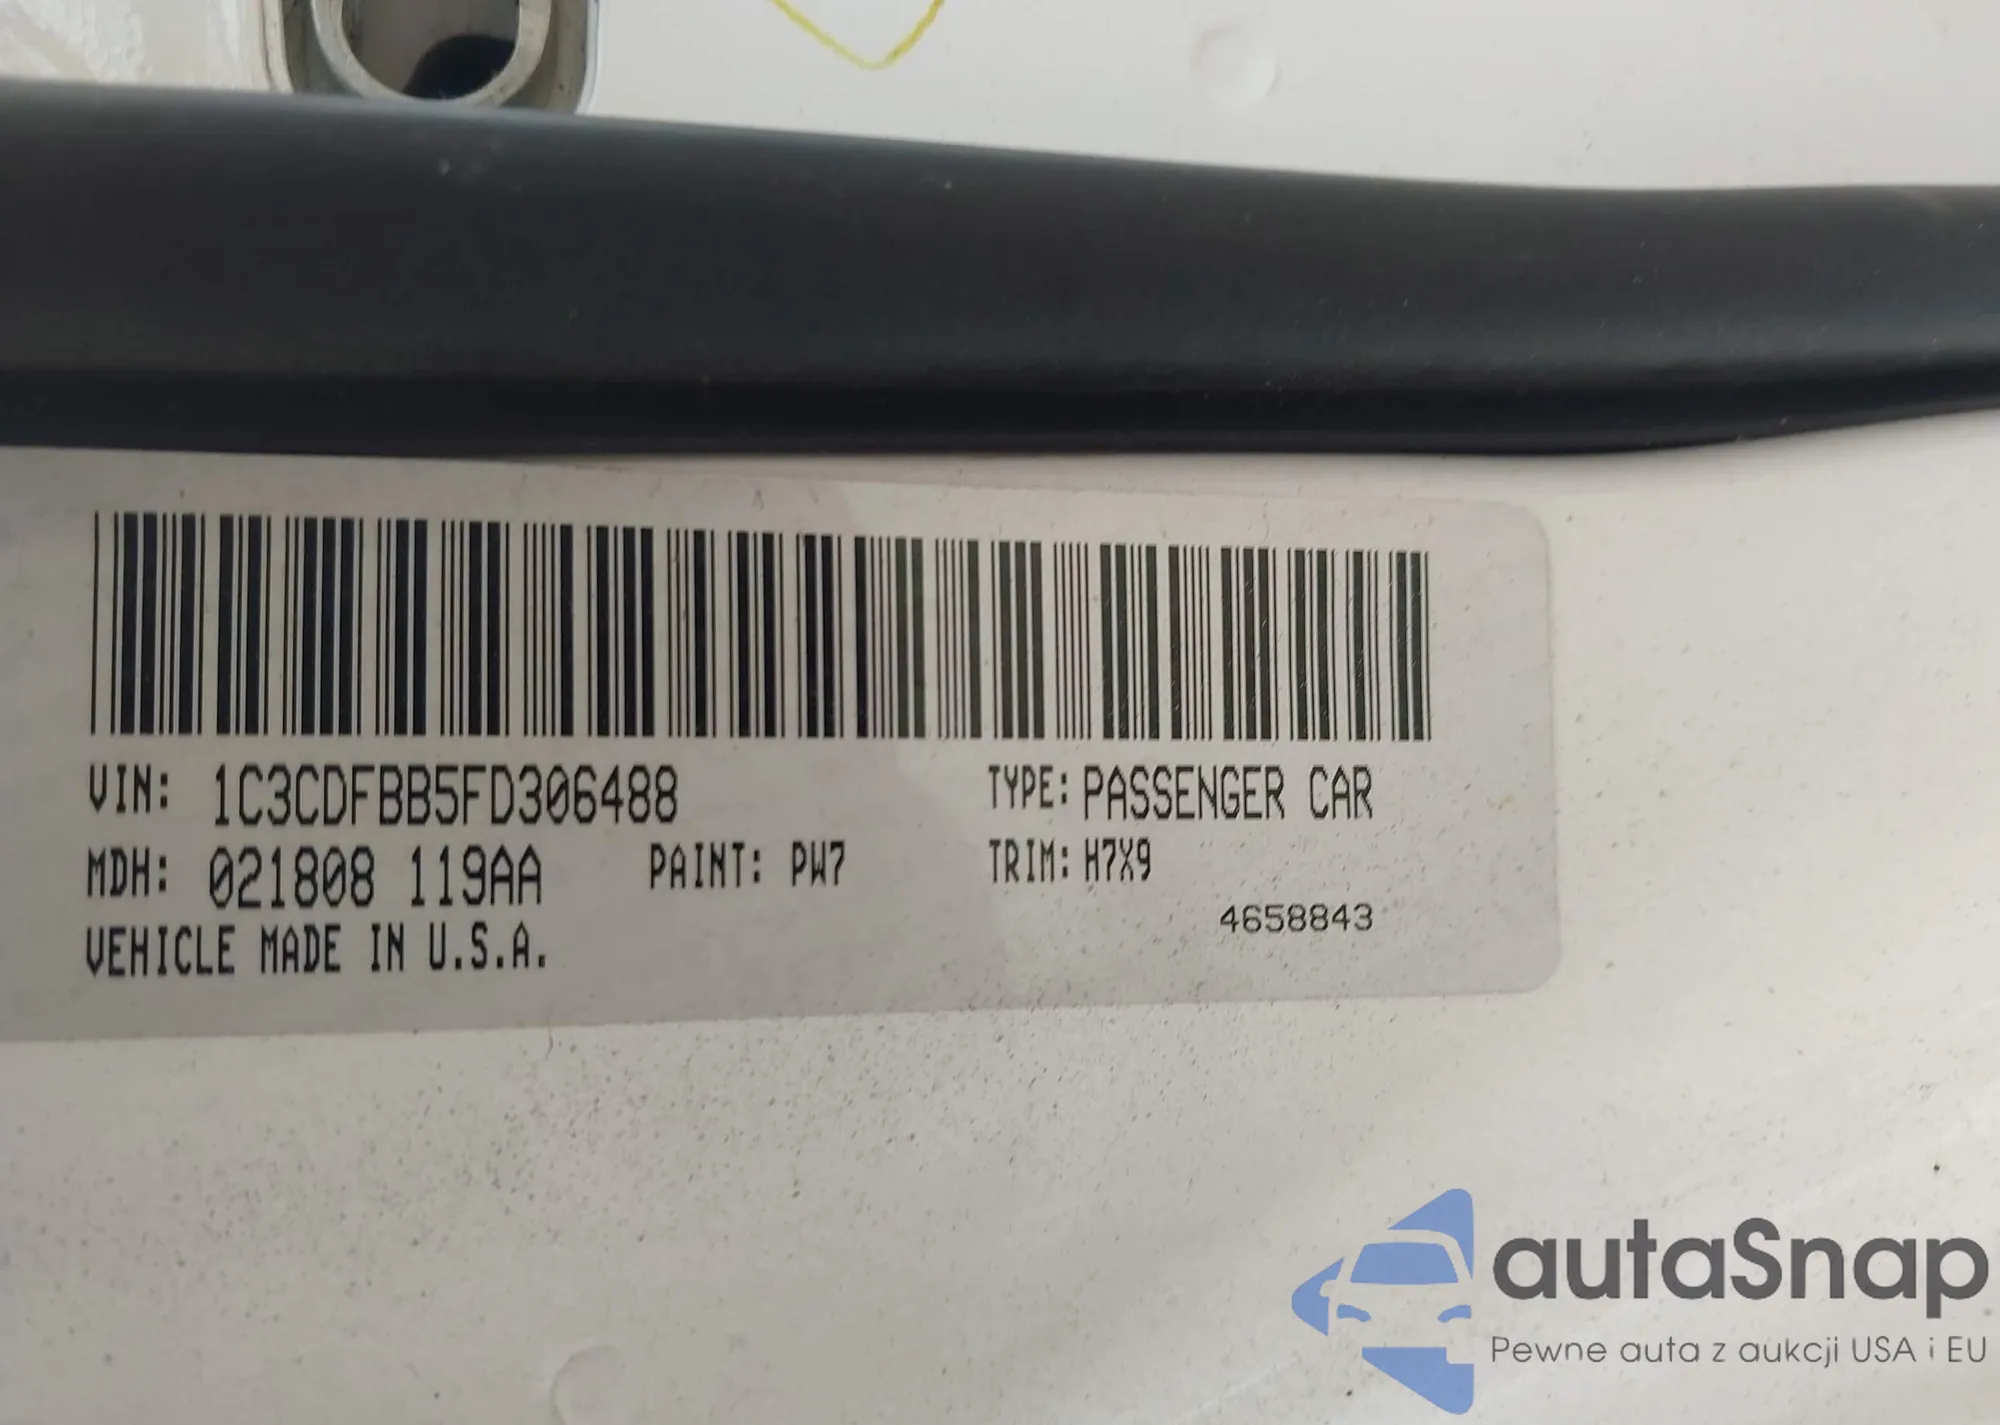 VIN: 1C3CDFBB5FD306488 TYPE: PASSENGER CAR
MDH: 021808 119AA PAINT: PW7 TRIM: H7X9
4658843
VEHICLE MADE IN U.S.A.
autaSnap
Pewne auta z aukcji USA i EU